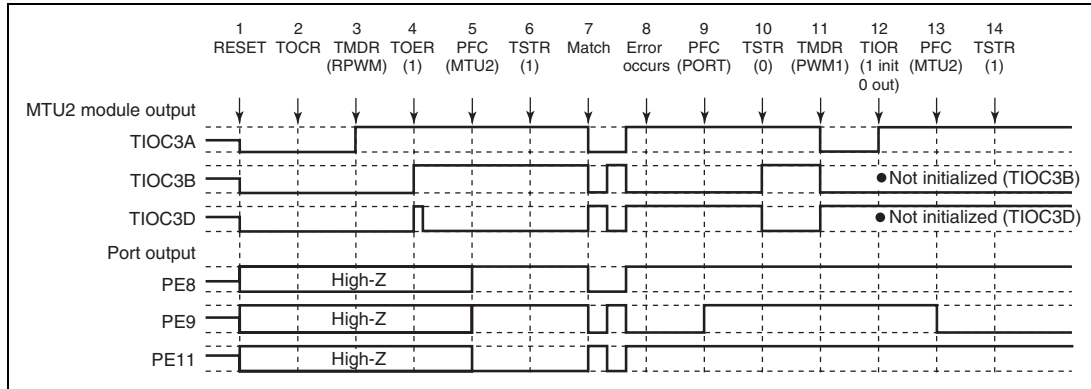 1 2 3 4 5 6 7 8 9 10 11 12 13 14
RESET TOCR TMDR TOER PFC TSTR Match Error PFC TSTR TMDR TIOR PFC TSTR
(RPWM) (1) (MTU2) (1) occurs (PORT) (0) (PWM1) (1 init (MTU2) (1)
0 out)
MTU2 module output
TIOC3A
TIOC3B
● Not initialized (TIOC3B)
TIOC3D
● Not initialized (TIOC3D)
Port output
PE8 High-Z
PE9 High-Z
PE11 High-Z